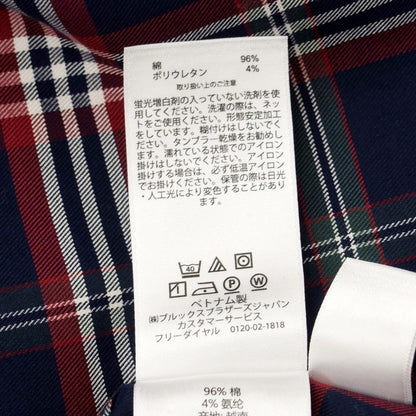 綿 96%
ポリウレタン 4%
取り扱い上のご注意
蛍光増白剤の入っていない洗剤を使
用してください。洗濯の際は、ネッ
トをご使用ください。形態安定加工
をしています。糊付けはしないでく
ださい。タンブラー乾燥をお勧めし
ます。濡れている状態でのアイロン
掛けはしないでください。アイロン
掛けする場合は、必ず低温アイロン
でお掛けください。保管の際は日光
・人工光により変色することがあり
ます。
40
1 P W
ベトナム製
㈱ブルックスブラザーズジャパン
カスタマーサービス
フリーダイヤル 0120-02-1818
96% 棉
4% 氨纶
产地: 越南